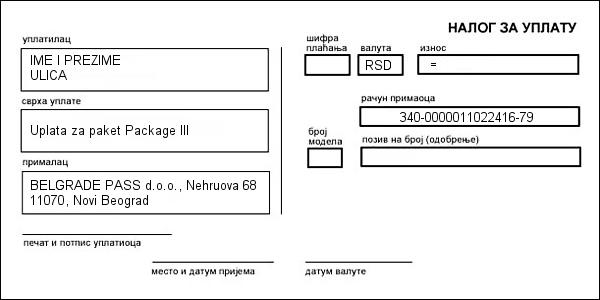 НАЛОГ ЗА УПЛАТУ
уплатилац
IME I PREZIME
ULICA
сврха уплате
Uplata za paket Package III
прималац
BELGRADE PASS d.o.o., Nehruova 68
11070, Novi Beograd
печат и потпис уплатиоца
место и датум пријема
шифра
плаћања
валута
RSD
износ
=
рачун примаоца
340-0000011022416-79
број
модела
позив на број (одобрење)
датум валуте